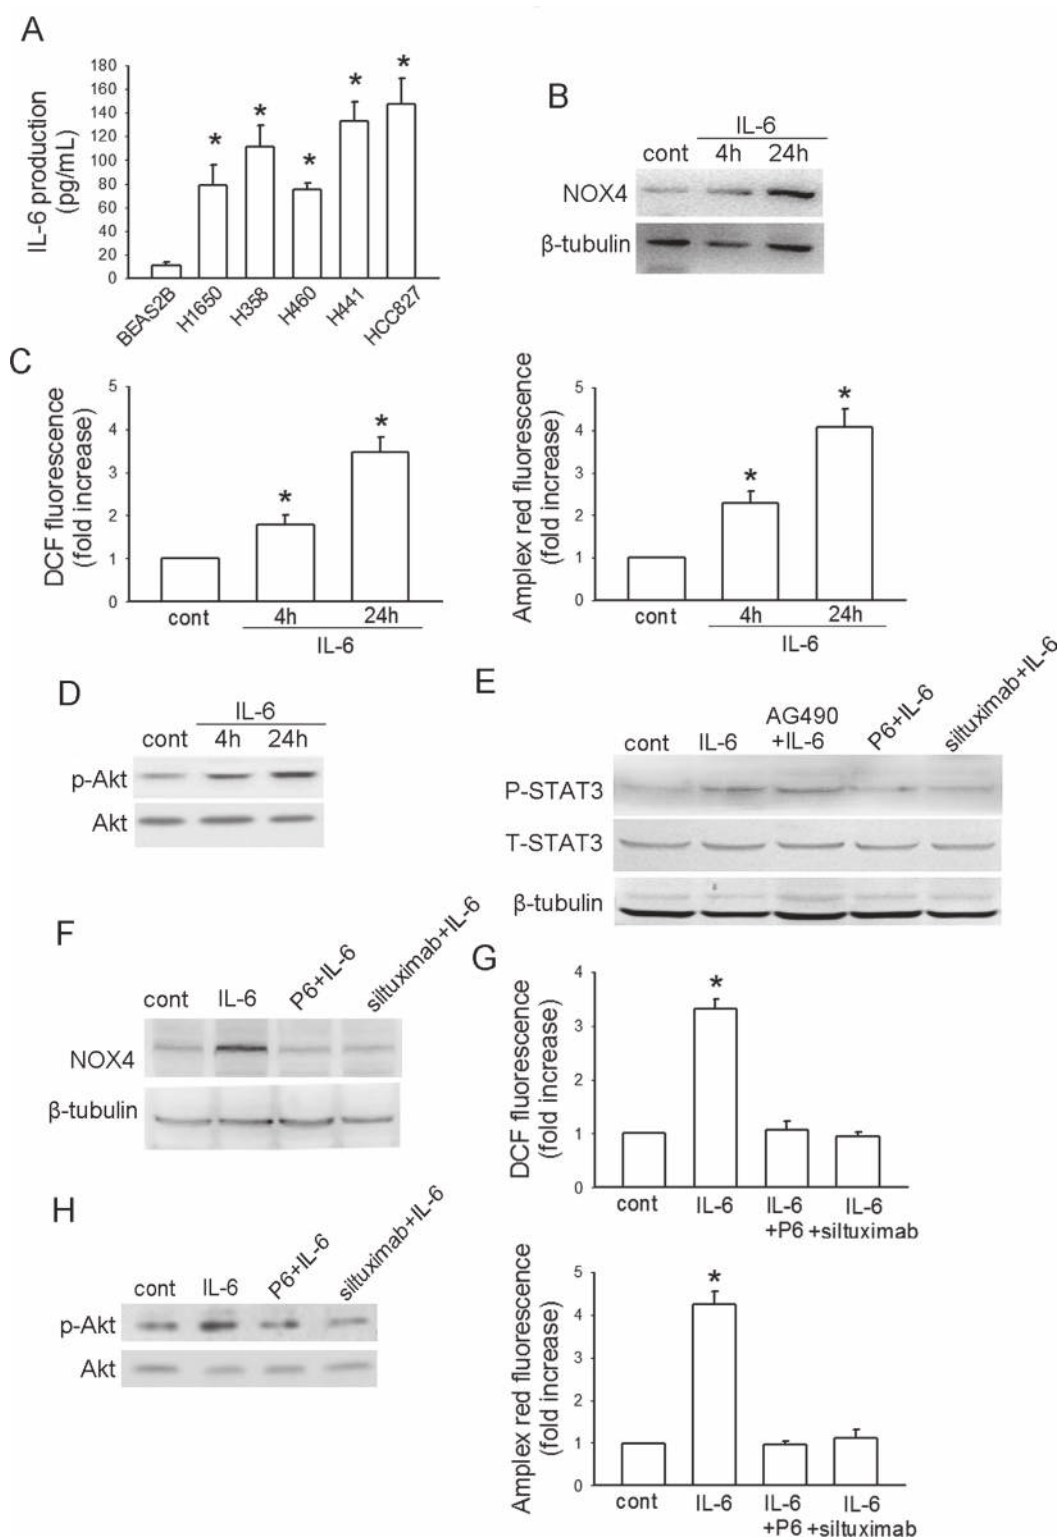 A
IL-6 production
(pg/mL)
180
160
140
120
100
80
60
40
20
0
*
*
*
*
*
BEAS2B
H1650
H358
H460
H441
HCC827
B
IL-6
cont 4h 24h
NOX4
β-tubulin
C
DCF fluorescence
(fold increase)
5
4
3
2
1
0
*
*
cont 4h 24h
IL-6
Amplex red fluorescence
(fold increase)
5
4
3
2
1
0
*
*
cont 4h 24h
IL-6
D
IL-6
cont 4h 24h
p-Akt
Akt
E
cont IL-6 AG490
+IL-6
P6+IL-6
siltuximab+IL-6
P-STAT3
T-STAT3
β-tubulin
F
cont IL-6
P6+IL-6
siltuximab+IL-6
NOX4
β-tubulin
G
DCF fluorescence
(fold increase)
4
3
2
1
0
*
cont IL-6 IL-6 IL-6
+P6 +siltuximab
Amplex red fluorescence
(fold increase)
5
4
3
2
1
0
*
cont IL-6 IL-6 IL-6
+P6 +siltuximab
H
cont IL-6
P6+IL-6
siltuximab+IL-6
p-Akt
Akt